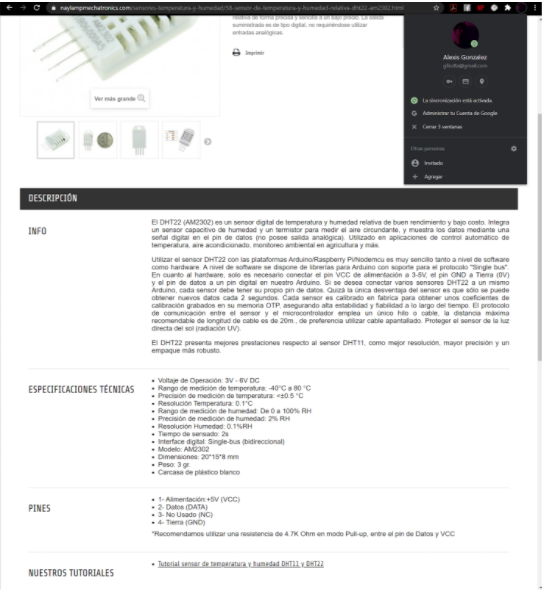 naylampmechatronics.com/sensores-temperatura-y-humedad/58-sensor-de-temperatura-y-humedad-relativa-dht22-am2302.html
relativa de forma precisa y sencilla a un bajo precio. La salida
suministrada es de tipo digital, no requiriéndose utilizar
entradas analógicas.
Imprimir
Ver más grande
Alexis Gonzalez
La sincronización está activada
Administrar tu Cuenta de Google
Cerrar 3 ventanas
Otras personas
Invitado
Agregar
DESCRIPCIÓN
INFO
El DHT22 (AM2302) es un sensor digital de temperatura y humedad relativa de buen rendimiento y bajo costo. Integra
un sensor capacitivo de humedad y un termistor para medir el aire circundante, y muestra los datos mediante una
señal digital en el pin de datos (no posee salida analógica). Utilizado en aplicaciones de control automático de
temperatura, aire acondicionado, monitoreo ambiental en agricultura y más.
Utilizar el sensor DHT22 con las plataformas Arduino/Raspberry Pi/Nodemcu es muy sencillo tanto a nivel de software
como hardware. A nivel de software se dispone de librerías para Arduino con soporte para el protocolo "Single bus".
En cuanto al hardware, solo es necesario conectar el pin VCC de alimentación a 3-5V, el pin GND a Tierra (0V)
y el pin de datos a un pin digital en nuestro Arduino. Si se desea conectar varios sensores DHT22 a un mismo
Arduino, cada sensor debe tener su propio pin de datos. Quizá la única desventaja del sensor es que sólo se puede
obtener nuevos datos cada 2 segundos. Cada sensor es calibrado en fabrica para obtener unos coeficientes de
calibración grabados en su memoria OTP, asegurando alta estabilidad y fiabilidad a lo largo del tiempo. El protocolo
de comunicación entre el sensor y el microcontrolador emplea un único hilo o cable, la distancia máxima
recomendable de longitud de cable es de 20m., de preferencia utilizar cable apantallado. Proteger el sensor de la luz
directa del sol (radiación UV).
El DHT22 presenta mejores prestaciones respecto al sensor DHT11, como mejor resolución, mayor precisión y un
empaque más robusto.
ESPECIFICACIONES TÉCNICAS
• Voltaje de Operación: 3V - 6V DC
• Rango de medición de temperatura: -40°C a 80 °C
• Precisión de medición de temperatura: <±0.5 °C
• Resolución Temperatura: 0.1°C
• Rango de medición de humedad: De 0 a 100% RH
• Precisión de medición de humedad: 2% RH
• Resolución Humedad: 0.1%RH
• Tiempo de sensado: 2s
• Interface digital: Single-bus (bidireccional)
• Modelo: AM2302
• Dimensiones: 20*15*8 mm
• Peso: 3 gr.
• Carcasa de plástico blanco
PINES
• 1- Alimentación:+5V (VCC)
• 2- Datos (DATA)
• 3- No Usado (NC)
• 4- Tierra (GND)
*Recomendamos utilizar una resistencia de 4.7K Ohm en modo Pull-up, entre el pin de Datos y VCC
NUESTROS TUTORIALES
• Tutorial sensor de temperatura y humedad DHT11 y DHT22